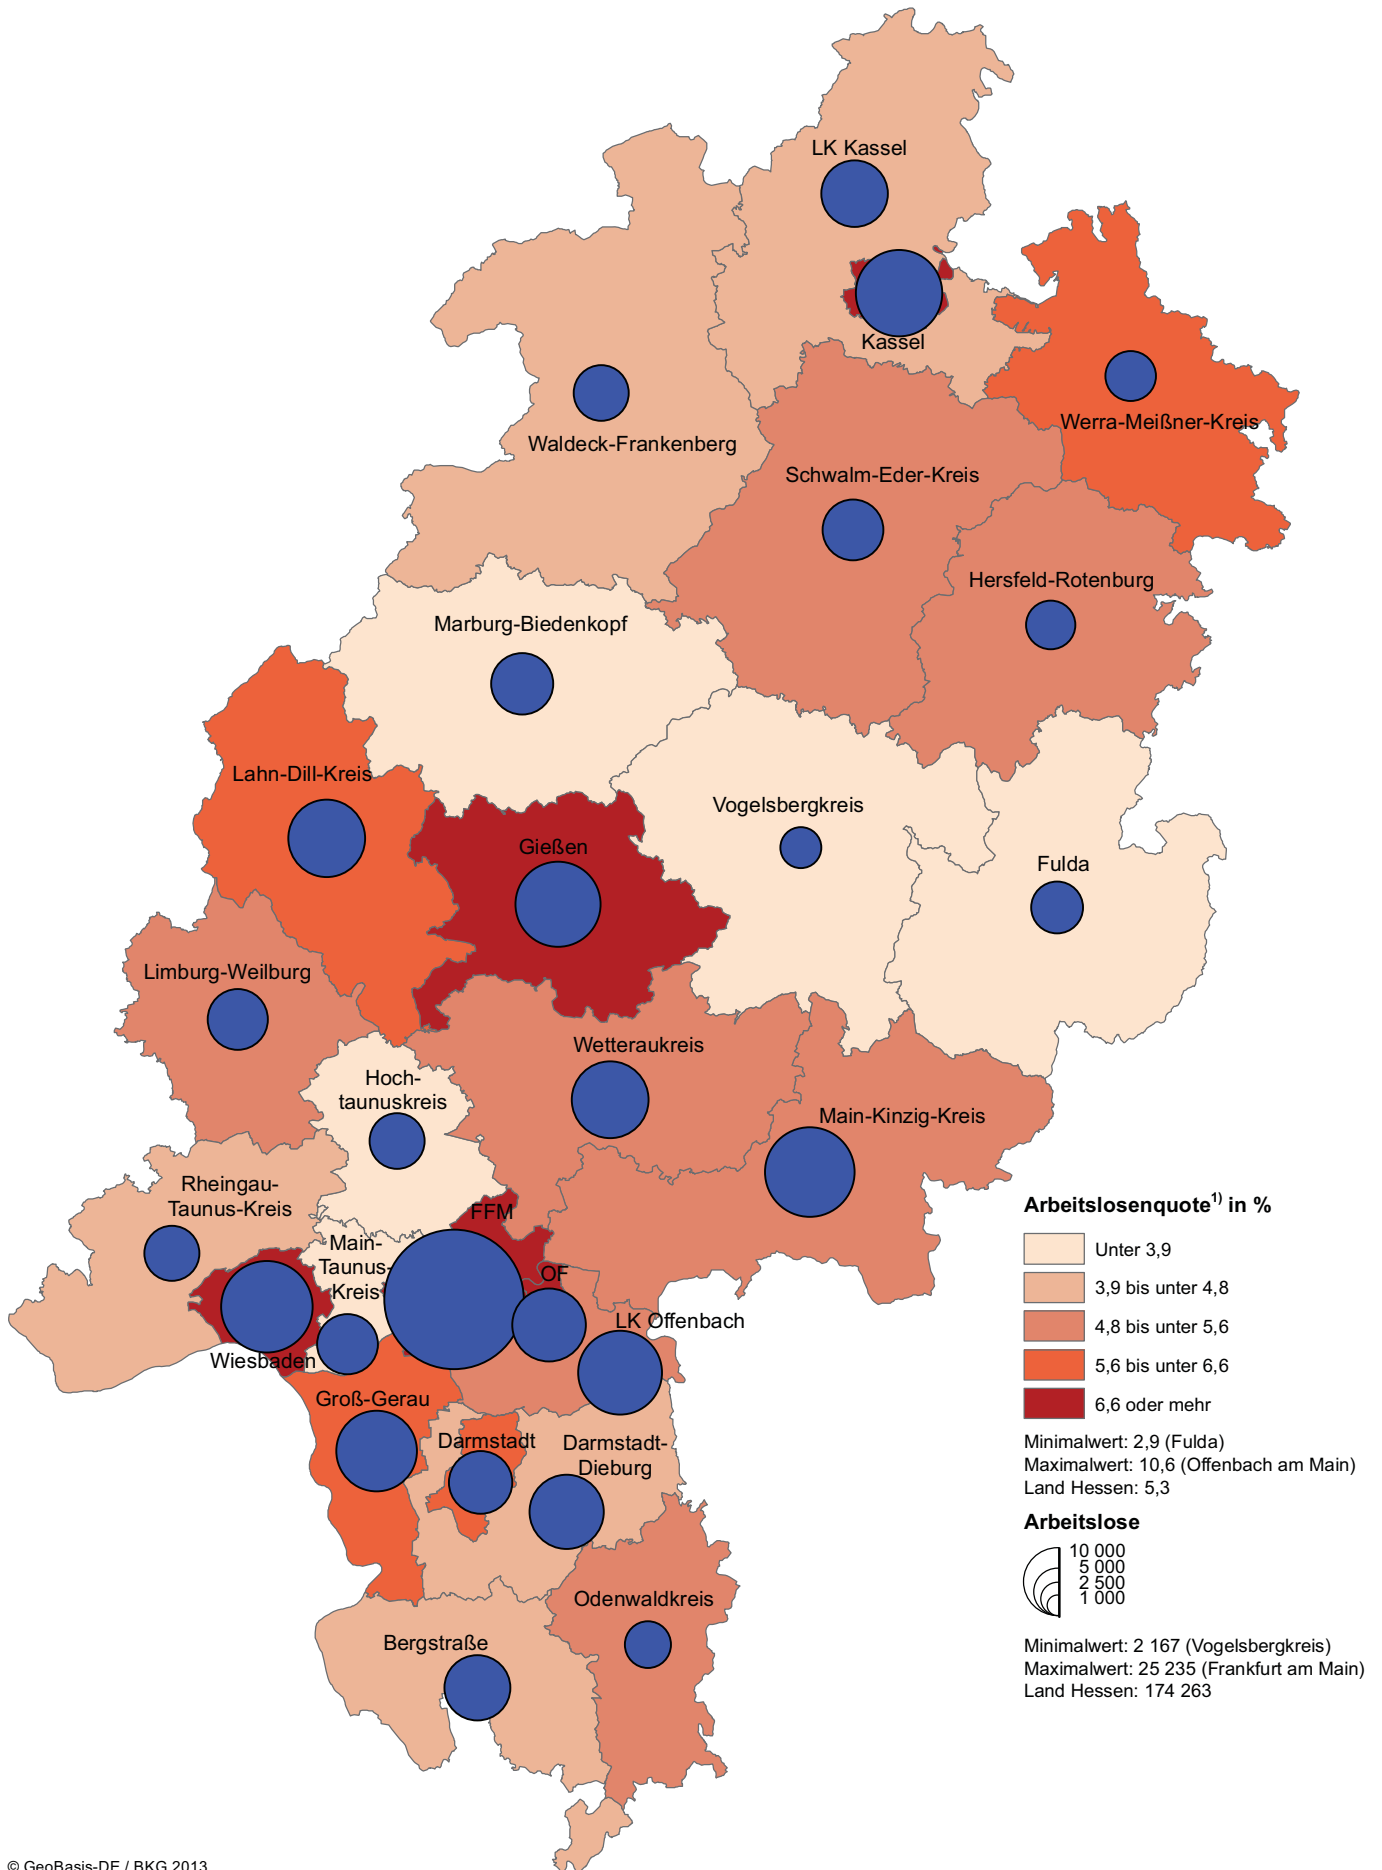 LK Kassel
Kassel
Werra-Meißner-Kreis
Waldeck-Frankenberg
Schwalm-Eder-Kreis
Hersfeld-Rotenburg
Marburg-Biedenkopf
Lahn-Dill-Kreis
Vogelsbergkreis
Gießen
Fulda
Limburg-Weilburg
Wetteraukreis
Hoch-
taunuskreis
Main-Kinzig-Kreis
Rheingau-
Taunus-Kreis
FFM
Main-
Taunus-
Kreis
OF
LK Offenbach
Wiesbaden
Groß-Gerau
Darmstadt
Darmstadt-
Dieburg
Odenwaldkreis
Bergstraße
Arbeitslosenquote1) in %
Unter 3,9
3,9 bis unter 4,8
4,8 bis unter 5,6
5,6 bis unter 6,6
6,6 oder mehr
Minimalwert: 2,9 (Fulda)
Maximalwert: 10,6 (Offenbach am Main)
Land Hessen: 5,3
Arbeitslose
10 000
5 000
2 500
1 000
Minimalwert: 2 167 (Vogelsbergkreis)
Maximalwert: 25 235 (Frankfurt am Main)
Land Hessen: 174 263
© GeoBasis-DE / BKG 2013